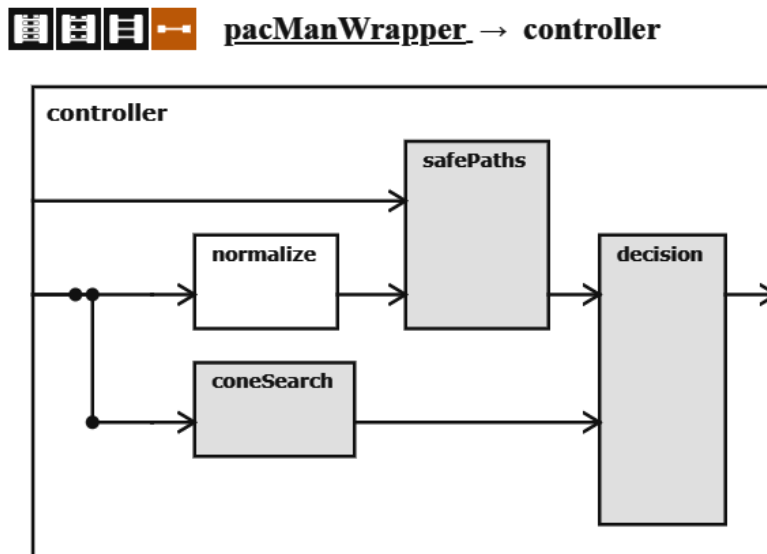 pacManWrapper → controller
controller
safePaths
normalize
decision
coneSearch